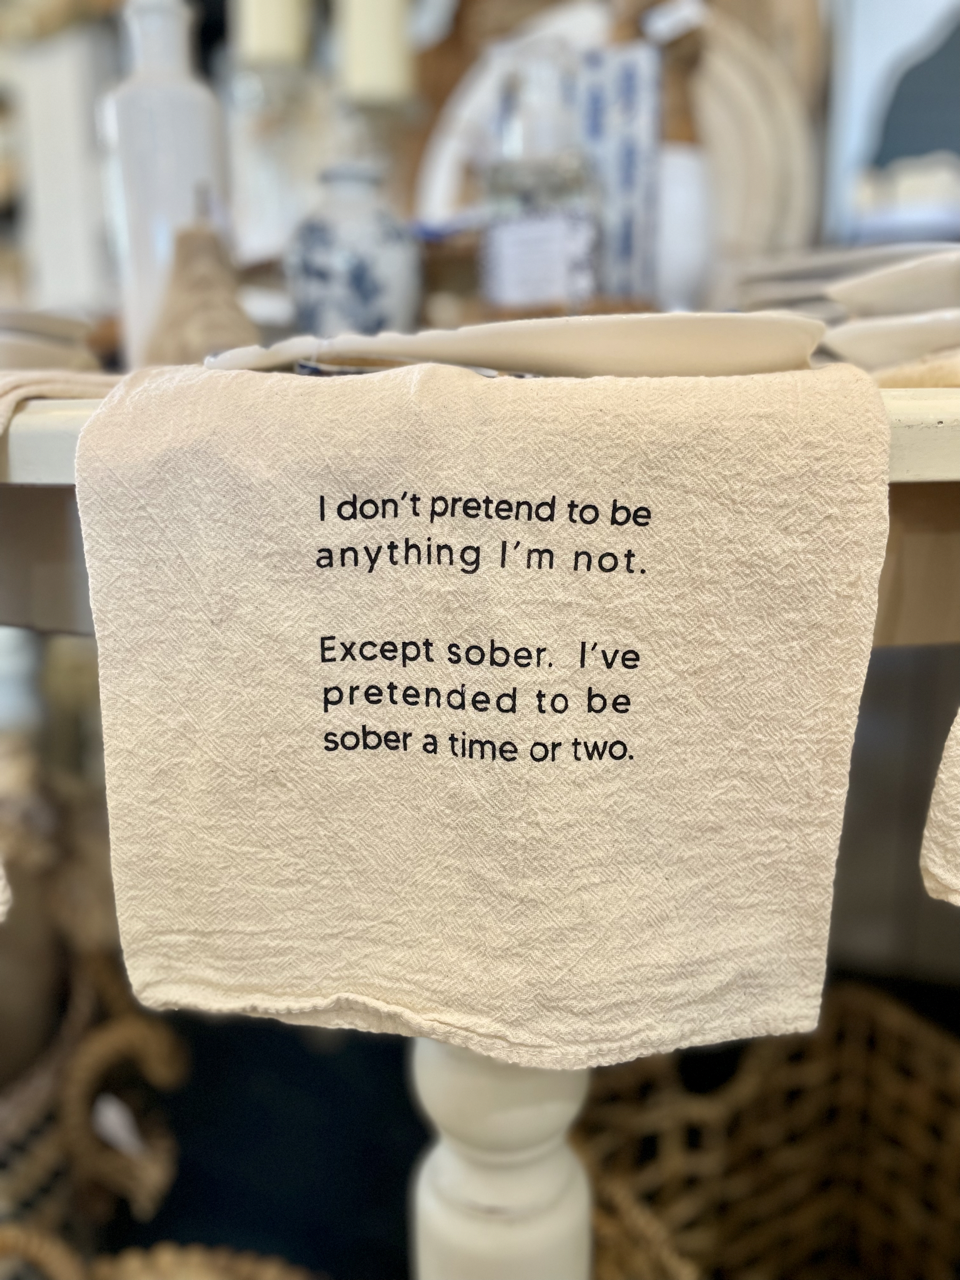 I don't pretend to be
anything I'm not.
Except sober. I've
pretended to be
sober a time or two.